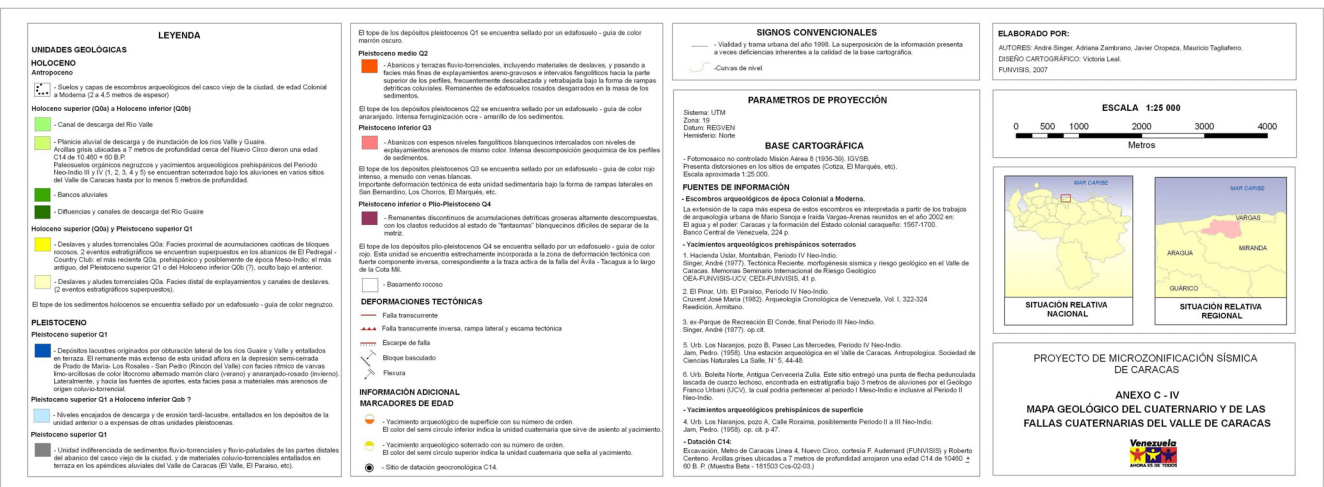 LEYENDA
UNIDADES GEOLÓGICAS
HOLOCENO
Antropoceno
- Suelos y capas de escombros arqueológicos del casco viejo de la ciudad, de edad Colonial
a Moderna (2 a 4,5 metros de espesor)
Holoceno superior (Q0a) a Holoceno inferior (Q0b)
- Canal de descarga del Rio Valle
- Planicie aluvial de descarga y de inundación de los rios Valle y Guaire.
Arcillas grisis ubicadas a 7 metros de profundidad cerca del Nuevo Circo dieron una edad
C14 de 10.460 + 60 B.P.
Paleosuelos orgánicos negruzcos y yacimientos arqueológicos prehispánicos del Periodo
Neo-Indio III y IV (1, 2, 3, 4 y 5) se encuentran soterrados bajo los aluviones en varios sitios
del Valle de Caracas hasta por lo menos 5 metros de profundidad.
- Bancos aluviales
- Difluencias y canales de descarga del Rio Guaire
Holoceno superior (Q0a) y Pleistoceno superior Q1
- Deslaves y aludes torrenciales Q0a: Facies proximal de acumulaciones caóticas de bloques
rocosos. 2 eventos estratigráficos se encuentran superpuestos en los abanicos de El Pedregal -
Country Club: el más reciente Q0a, prehispánico y posiblemente de época Meso-Indio; el más
antiguo, del Pleistoceno superior Q1 o del Holoceno inferior Q0b (?), oculto bajo el anterior.
- Deslaves y aludes torrenciales Q0a. Facies distal de explayamientos y canales de deslaves.
(2 eventos estratigráficos superpuestos).
El tope de los sedimentos holocenos se encuentra sellado por un edafosuelo - guia de color negruzco.
PLEISTOCENO
Pleistoceno superior Q1
- Depósitos lacustres originados por obturación lateral de los rios Guaire y Valle y entallados
en terraza. El remanente más extenso de esta unidad aflora en la depresión semi-cerrada
de Prado de Maria- Los Rosales - San Pedro (Rincón del Valle) con facies ritmico de varvas
limo-arcillosas de color litocromo alternado marrón claro (verano) y anaranjado-rosado (invierno).
Lateralmente, y hacia las fuentes de aportes, esta facies pasa a materiales más arenosos de
origen coluvio-torrencial.
Pleistoceno superior Q1 a Holoceno inferior Qob ?
- Niveles encajados de descarga y de erosión tardi-lacustre, entallados en los depósitos de la
unidad anterior o a expensas de otras unidades pleistocenas.
Pleistoceno superior Q1
- Unidad indiferenciada de sedimentos fluvio-torrenciales y fluvio-paludales de las partes distales
del abanico del casco viejo de la ciudad, y de materiales coluvio-torrenciales entallados en
terraza en los apéndices aluviales del Valle de Caracas (El Valle, El Paraiso, etc).
El tope de los depósitos pleistocenos Q1 se encuentra sellado por un edafosuelo - guia de color
marrón oscuro.
Pleistoceno medio Q2
- Abanicos y terrazas fluvio-torrenciales, incluyendo materiales de deslaves, y pasando a
facies más finas de explayamientos areno-gravosos e intervalos fangolíticos hacia la parte
superior de los perfiles, frecuentemente descabezada y retrabajada bajo la forma de rampas
detríticas coluviales. Remanentes de edafosuelos rosados desgarrados en la masa de los
sedimentos.
El tope de los depósitos pleistocenos Q2 se encuentra sellado por un edafosuelo - guia de color
anaranjado. Intensa ferruginización ocre - amarillo de los sedimentos.
Pleistoceno inferior Q3
- Abanicos con espesos niveles fangolíticos blanquecinos intercalados con niveles de
explayamientos arenosos de mismo color. Intensa descomposición geoquímica de los perfiles
de sedimentos.
El tope de los depósitos pleistocenos Q3 se encuentra sellado por un edafosuelo - guia de color rojo
intenso, a menudo con venas blancas.
Importante deformación tectónica de esta unidad sedimentaria bajo la forma de rampas laterales en
San Bernardino, Los Chorros, El Marqués, etc.
Pleistoceno inferior o Plio-Pleistoceno Q4
- Remanentes discontinuos de acumulaciones detríticas groseras altamente descompuestas,
con los clastos reducidos al estado de "fantasmas" blanquecinos dificiles de separar de la
matriz.
El tope de los depósitos plio-pleistocenos Q4 se encuentra sellado por un edafosuelo - guia de color
rojo. Esta unidad se encuentra estrechamente incorporada a la zona de deformación tectónica con
fuerte componente inversa, correspondiente a la traza activa de la falla del Ávila - Tacagua a lo largo
de la Cota Mil.
- Basamento rocoso
DEFORMACIONES TECTÓNICAS
Falla transcurrente
Falla transcurrente inversa, rampa lateral y escama tectónica
Escarpe de falla
Bloque basculado
Flexura
INFORMACIÓN ADICIONAL
MARCADORES DE EDAD
- Yacimiento arqueológico de superficie con su número de orden.
El color del semi circulo inferior indica la unidad cuaternaria que sirve de asiento al yacimiento.
- Yacimiento arqueológico soterrado con su número de orden.
El color del semi circulo superior indica la unidad cuaternaria que sella al yacimiento.
- Sitio de datación geocronológica C14.
SIGNOS CONVENCIONALES
- Vialidad y trama urbana del año 1998. La superposición de la información presenta
a veces deficiencias inherentes a la calidad de la base cartográfica.
-Curvas de nivel
PARAMETROS DE PROYECCIÓN
Sistema: UTM
Zona: 19
Datum: REGVEN
Hemisferio: Norte
BASE CARTOGRÁFICA
- Fotomosaico no controlado Misión Aérea 8 (1936-39). IGVSB.
Presenta distorsiones en los sitios de empates (Cotiza, El Marqués, etc).
Escala aproximada 1:25.000.
FUENTES DE INFORMACIÓN
- Escombros arqueológicos de época Colonial a Moderna.
La extensión de la capa más espesa de estos escombros es interpretada a partir de los trabajos
de arqueologia urbana de Mario Sanoja e Iraida Vargas-Arenas reunidos en el año 2002 en:
El agua y el poder: Caracas y la formación del Estado colonial caraqueño: 1567-1700.
Banco Central de Venezuela, 224 p.
- Yacimientos arqueológicos prehispánicos soterrados
1. Hacienda Uslar, Montalbán, Periodo IV Neo-Indio.
Singer, André (1977). Tectónica Reciente, morfogénesis sísmica y riesgo geológico en el Valle de
Caracas. Memorias Seminario Internacional de Riesgo Geológico
OEA-FUNVISIS-UCV, CEDI-FUNVISIS, 41 p.
2. El Pinar, Urb. El Paraiso, Periodo IV Neo-Indio.
Cruxent José Maria (1982). Arqueologia Cronológica de Venezuela, Vol. I, 322-324
Reedición, Armitano.
3. ex-Parque de Recreación El Conde, final Periodo III Neo-Indio.
Singer, André (1977). op.cit.
5. Urb. Los Naranjos, pozo B, Paseo Las Mercedes, Periodo IV Neo-Indio.
Jam, Pedro. (1958). Una estación arqueológica en el Valle de Caracas. Antropologica. Sociedad de
Ciencias Naturales La Salle, N° 5, 44-48.
6. Urb. Boleita Norte, Antigua Cerveceria Zulia. Este sitio entregó una punta de flecha pedunculada
lascada de cuarzo lechoso, encontrada en estratigrafia bajo 3 metros de aluviones por el Geólogo
Franco Urbani (UCV), la cual podria pertenecer al periodo I Meso-Indio e inclusive al Periodo II
Neo-Indio.
- Yacimientos arqueológicos prehispánicos de superficie
4. Urb. Los Naranjos, pozo A, Calle Roraima, posiblemente Periodo II a III Neo-Indio.
Jam, Pedro. (1958). op. cit. p 47.
- Datación C14:
Excavación, Metro de Caracas Linea 4, Nuevo Circo, cortesia F. Audemard (FUNVISIS) y Roberto
Centeno. Arcillas grises ubicadas a 7 metros de profundidad arrojaron una edad C14 de 10460 +
60 B. P. (Muestra Beta - 181503 Ccs-02-03.)
ELABORADO POR:
AUTORES: André Singer, Adriana Zambrano, Javier Oropeza, Mauricio Tagliaferro.
DISEÑO CARTOGRÁFICO: Victoria Leal.
FUNVISIS, 2007
ESCALA 1:25 000
0 500 1000 2000 3000 4000
Metros
MAR CARIBE
SITUACIÓN RELATIVA
NACIONAL
MAR CARIBE
VARGAS
MIRANDA
ARAGUA
GUÁRICO
SITUACIÓN RELATIVA
REGIONAL
PROYECTO DE MICROZONIFICACIÓN SÍSMICA
DE CARACAS
ANEXO C - IV
MAPA GEOLÓGICO DEL CUATERNARIO Y DE LAS
FALLAS CUATERNARIAS DEL VALLE DE CARACAS
Venezuela
AHORA ES DE TODOS